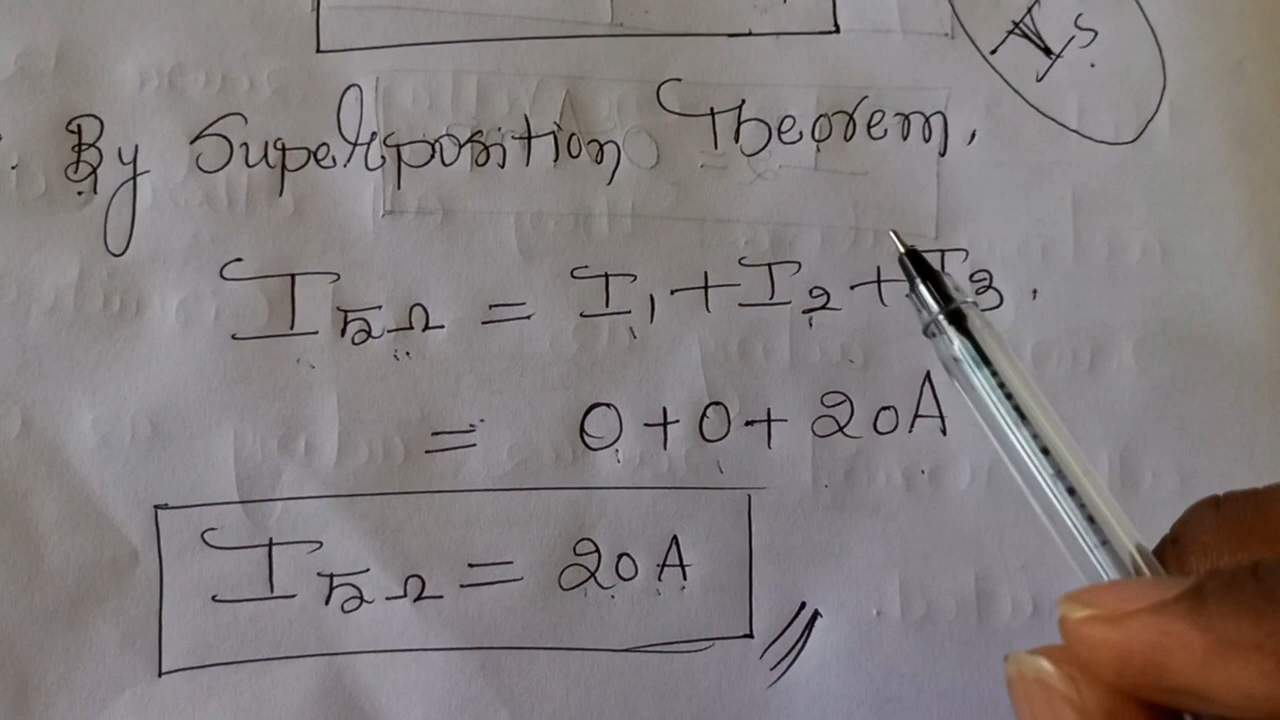 By Superposition Theorem,
I5Ω = I1 + I2 + I3.
= 0 + 0 + 20A
I5Ω = 20A